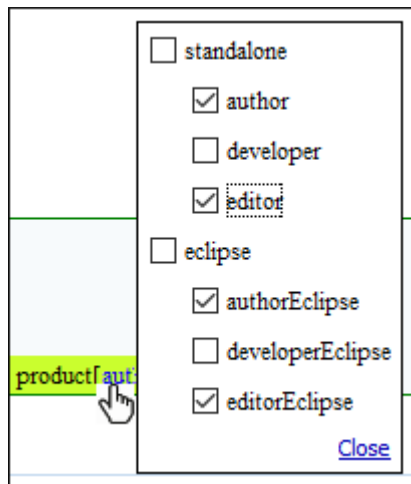 standalone
author
developer
editor
eclipse
authorEclipse
developerEclipse
product[
editorEclipse
Close